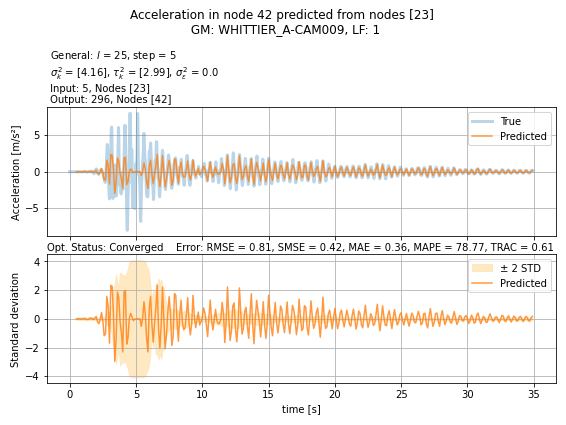 Acceleration in node 42 predicted from nodes [23]
GM: WHITTIER_A-CAM009, LF: 1
General: l = 25, step = 5
σ²ₖ = [4.16], τ²ₖ = [2.99], σ²ₑ = 0.0
Input: 5, Nodes [23]
Output: 296, Nodes [42]
Acceleration [m/s²]
5
0
−5
True
Predicted
Opt. Status: Converged Error: RMSE = 0.81, SMSE = 0.42, MAE = 0.36, MAPE = 78.77, TRAC = 0.61
Standard deviation
4
2
0
−2
−4
± 2 STD
Predicted
0 5 10 15 20 25 30 35
time [s]